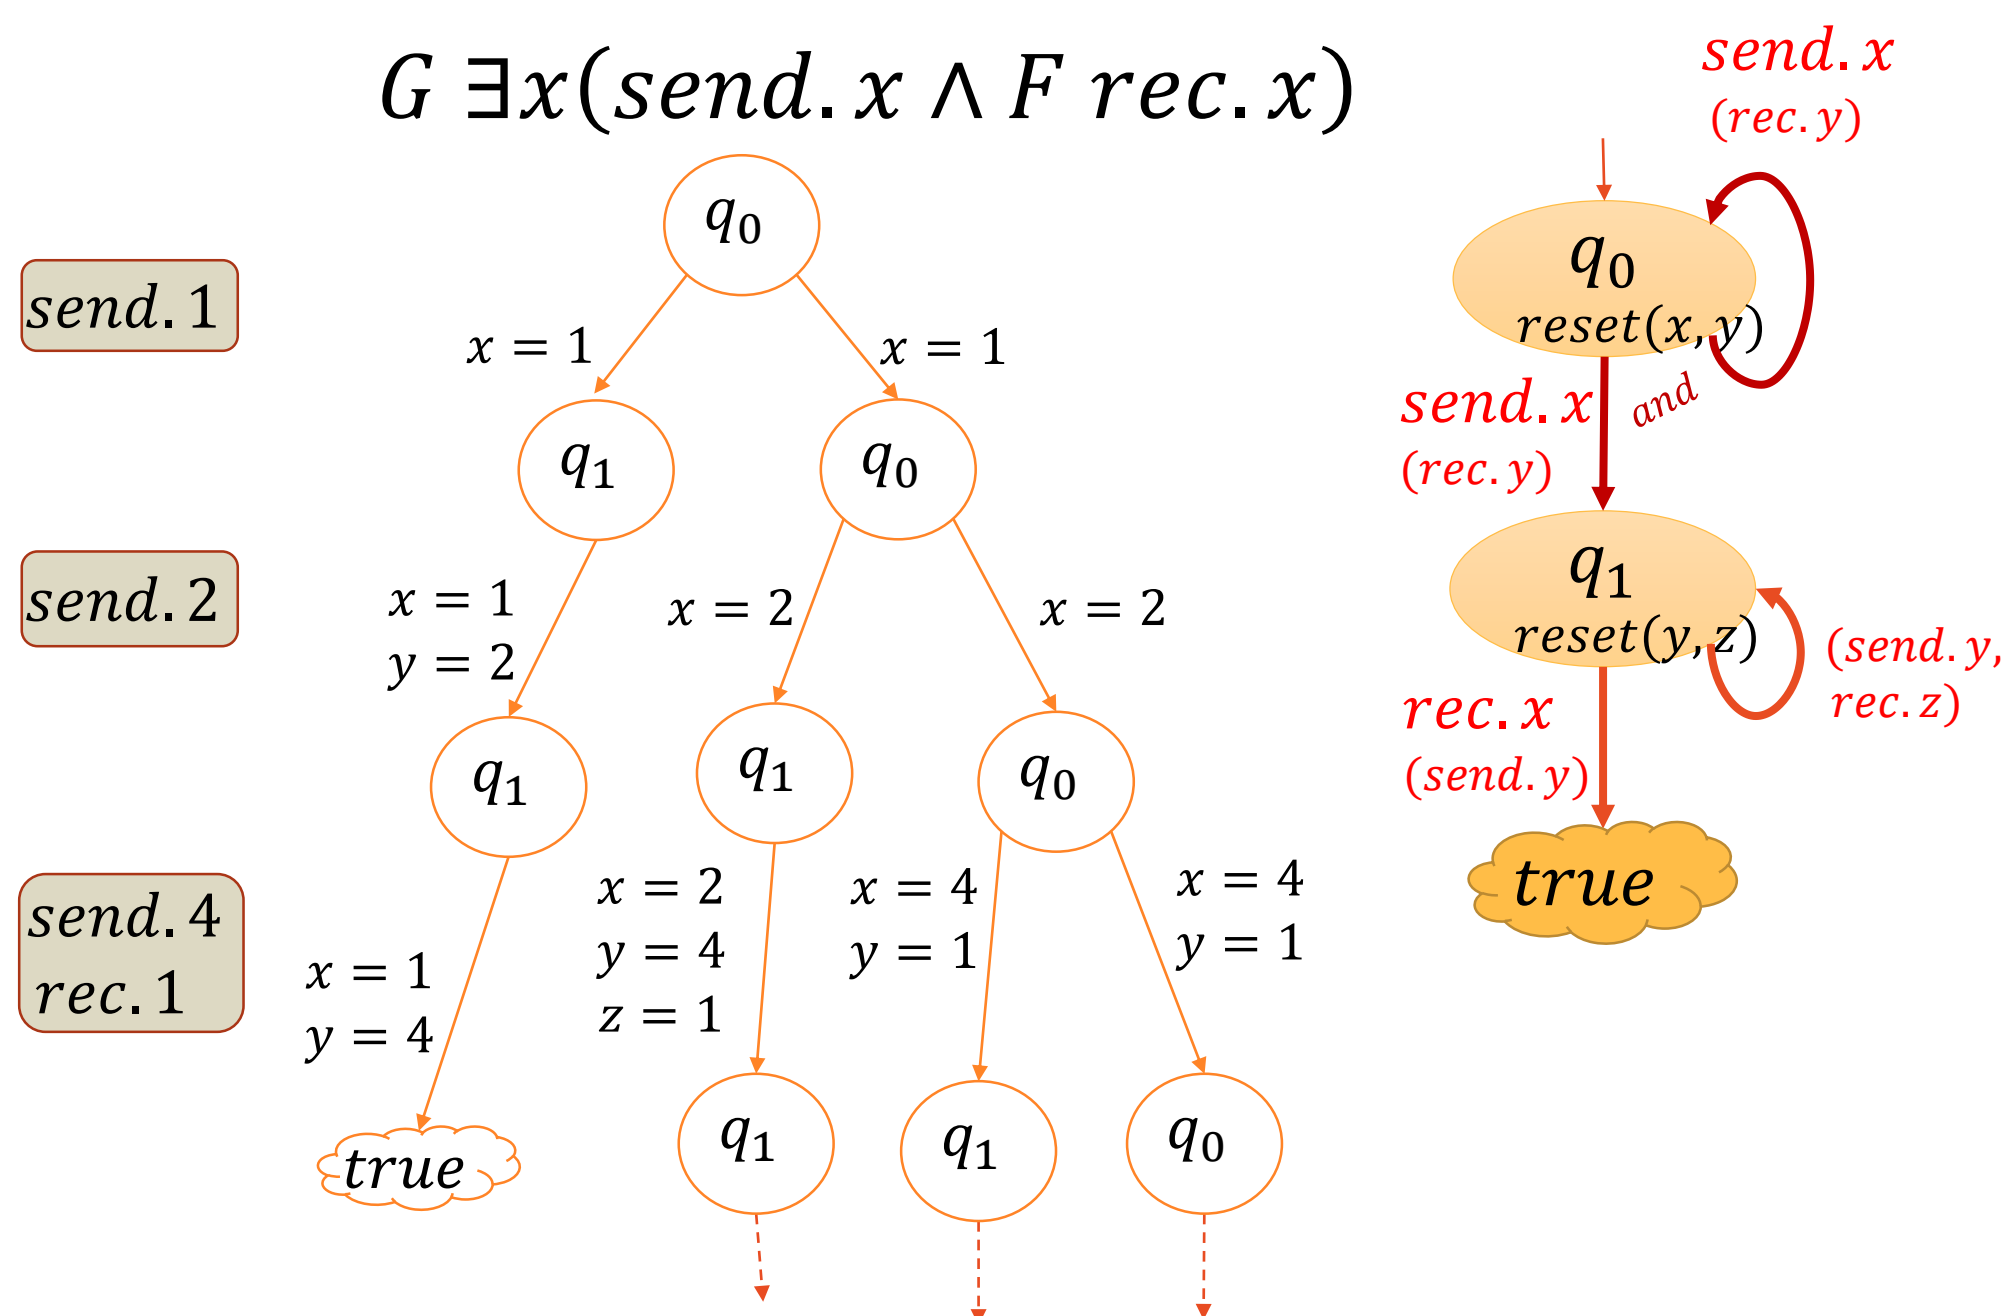 G ∃x(send.x ∧ F rec.x)
send.1
send.2
send.4
rec.1
q₀
x = 1
x = 1
q₁
q₀
x = 1
y = 2
x = 2
x = 2
q₁
q₁
q₀
x = 1
y = 4
x = 2
y = 4
z = 1
x = 4
y = 1
x = 4
y = 1
true
q₁
q₁
q₀
send.x
(rec.y)
q₀
reset(x,y)
send.x
(rec.y)
and
q₁
reset(y,z)
(send.y,
rec.z)
rec.x
(send.y)
true